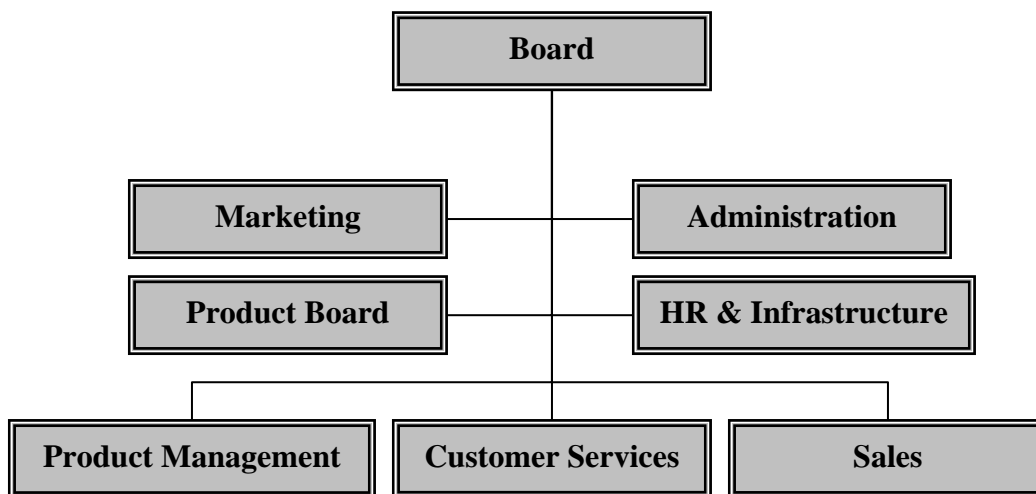 Board
Marketing
Administration
Product Board
HR & Infrastructure
Product Management
Customer Services
Sales